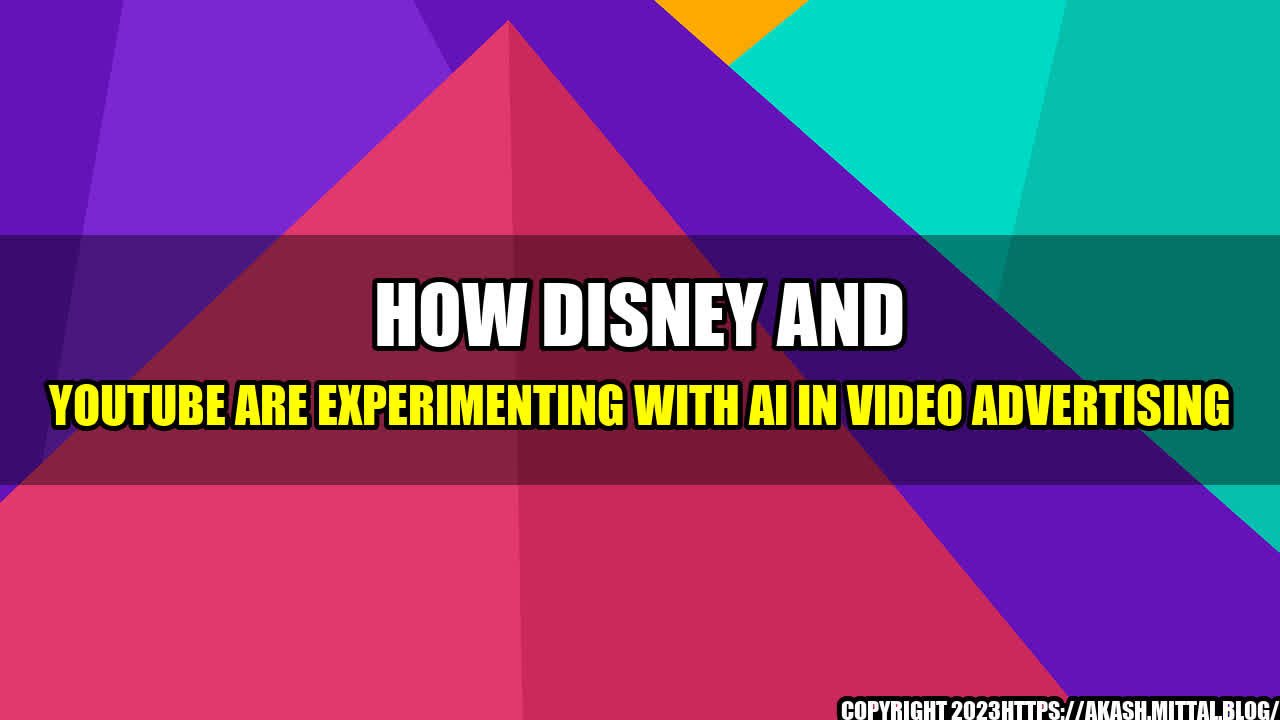 HOW DISNEY AND
YOUTUBE ARE EXPERIMENTING WITH AI IN VIDEO ADVERTISING
COPYRIGHT 2023HTTPS://AKASH.MITTAL.BLOG/